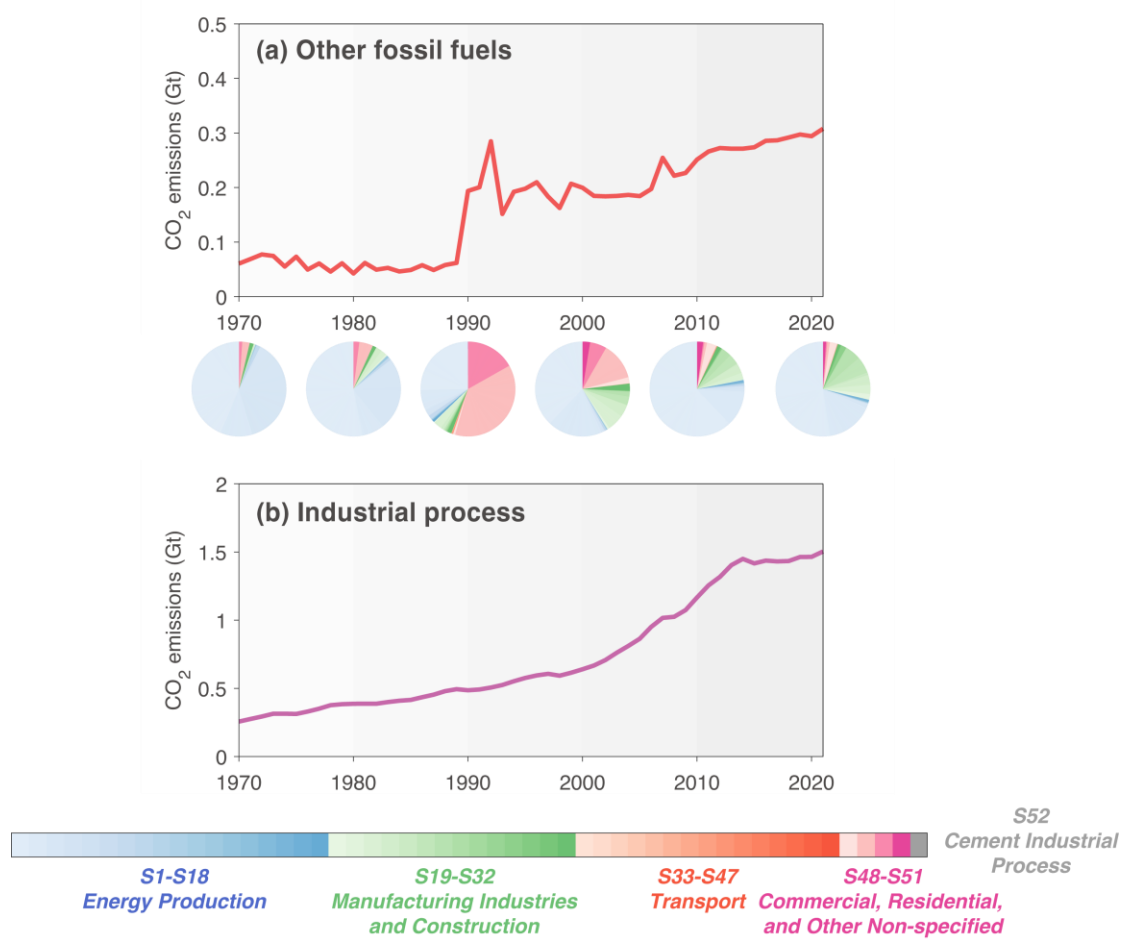 (a) Other fossil fuels
CO2 emissions (Gt)
0.5
0.4
0.3
0.2
0.1
0
1970
1980
1990
2000
2010
2020
(b) Industrial process
CO2 emissions (Gt)
2
1.5
1
0.5
0
1970
1980
1990
2000
2010
2020
S52
Cement Industrial
Process
S1-S18
Energy Production
S19-S32
Manufacturing Industries
and Construction
S33-S47
Transport
S48-S51
Commercial, Residential,
and Other Non-specified